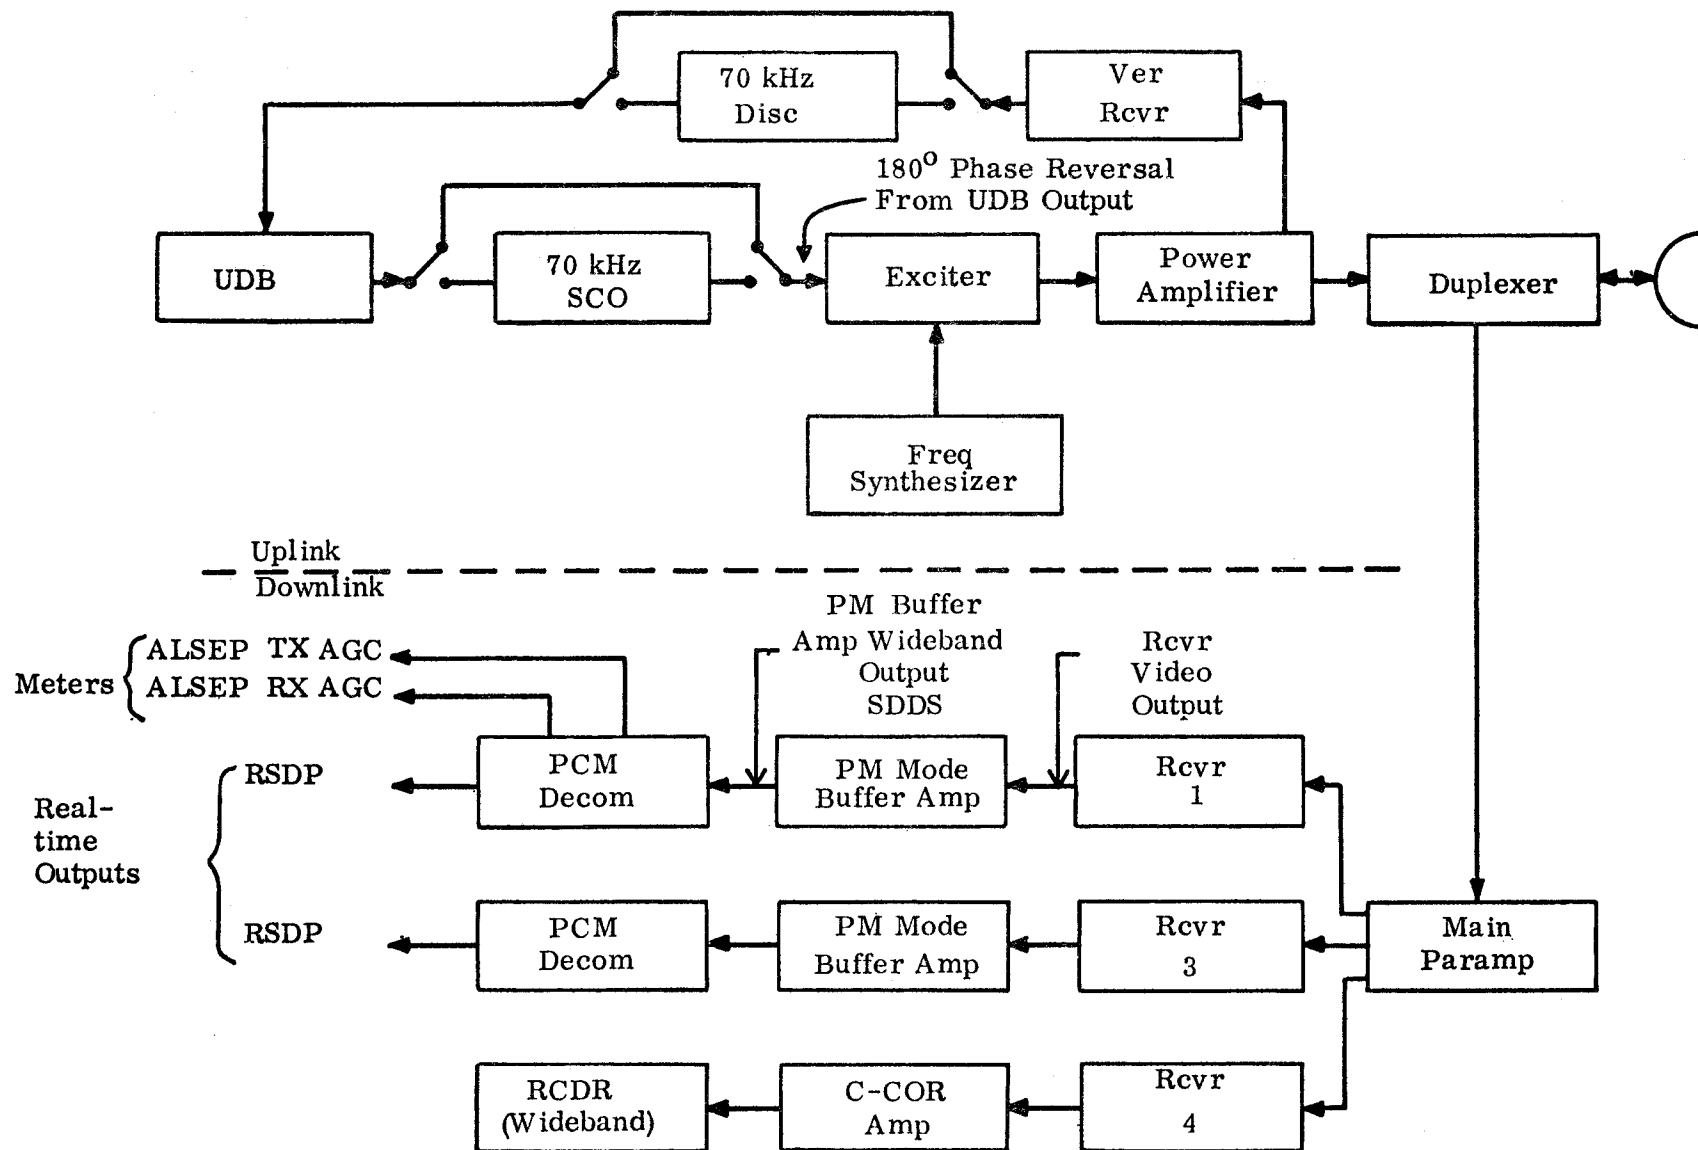 70 kHz
Disc
Ver
Rcvr
180° Phase Reversal
From UDB Output
UDB
70 kHz
SCO
Exciter
Power
Amplifier
Duplexer
Freq
Synthesizer
Uplink
Downlink
Meters
ALSEP TX AGC
ALSEP RX AGC
PM Buffer
Amp Wideband
Output
SDDS
Rcvr
Video
Output
Real-
time
Outputs
RSDP
PCM
Decom
PM Mode
Buffer Amp
Rcvr
1
RSDP
PCM
Decom
PM Mode
Buffer Amp
Rcvr
3
Main
Paramp
RCDR
(Wideband)
C-COR
Amp
Rcvr
4